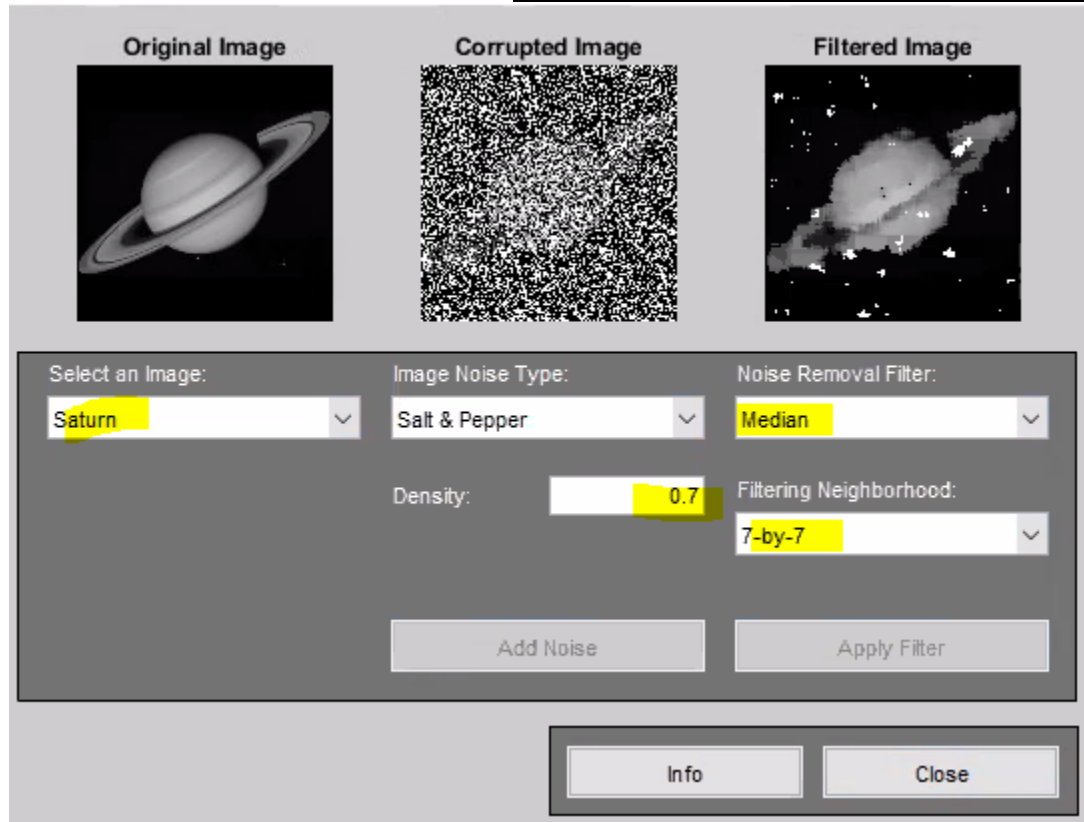 Original Image Corrupted Image Filtered Image
Select an Image: Image Noise Type: Noise Removal Filter:
Saturn Salt & Pepper Median
Density: 0.7 Filtering Neighborhood:
7-by-7
Add Noise Apply Filter
Info Close